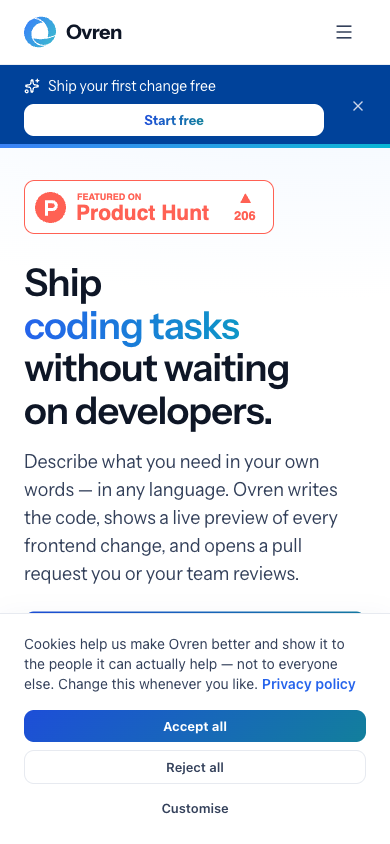 Ovren
Ship your first change free
Start free
FEATURED ON
Product Hunt
206
Ship
coding tasks
without waiting
on developers.
Describe what you need in your own
words — in any language. Ovren writes
the code, shows a live preview of every
frontend change, and opens a pull
request you or your team reviews.
Cookies help us make Ovren better and show it to
the people it can actually help — not to everyone
else. Change this whenever you like. Privacy policy
Accept all
Reject all
Customise